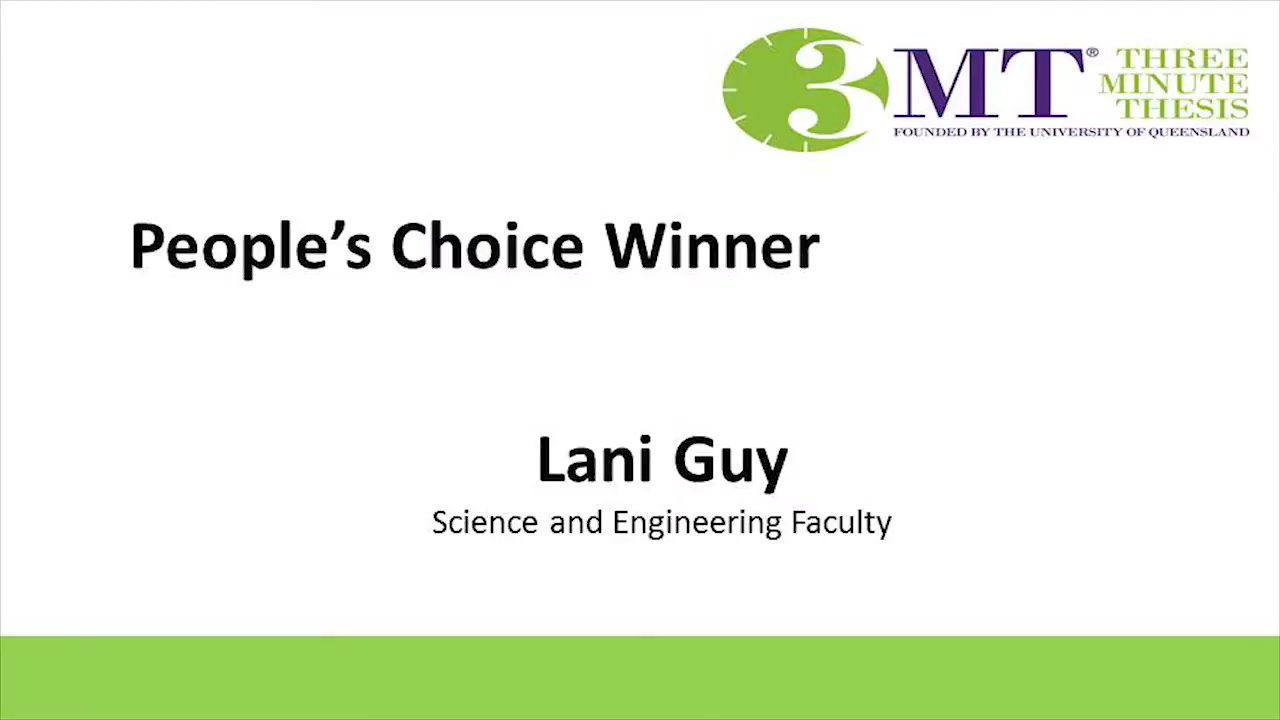 3MT® THREE
MINUTE
THESIS
FOUNDED BY THE UNIVERSITY OF QUEENSLAND
People’s Choice Winner
Lani Guy
Science and Engineering Faculty